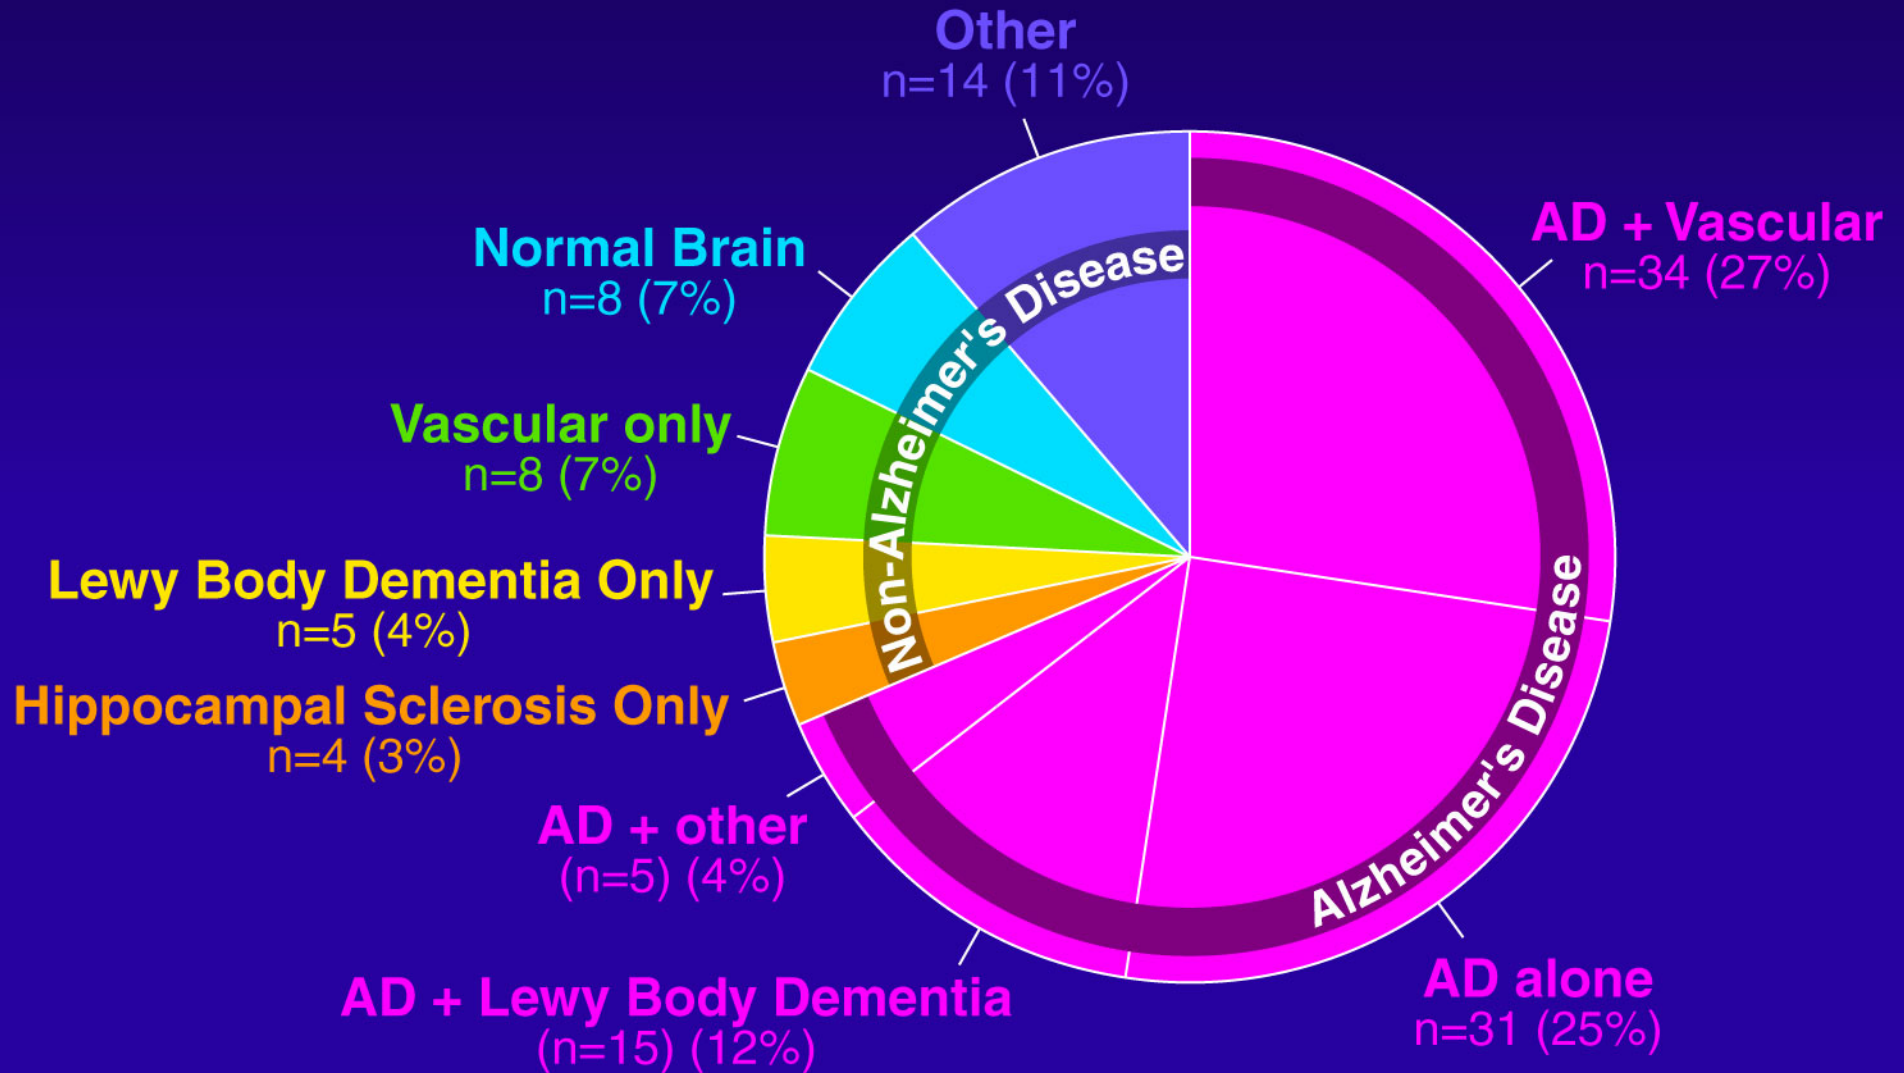 Other
n=14 (11%)
AD + Vascular
n=34 (27%)
Normal Brain
n=8 (7%)
Vascular only
n=8 (7%)
Lewy Body Dementia Only
n=5 (4%)
Hippocampal Sclerosis Only
n=4 (3%)
AD + other
(n=5) (4%)
AD + Lewy Body Dementia
(n=15) (12%)
AD alone
n=31 (25%)
Non-Alzheimer's Disease
Alzheimer's Disease